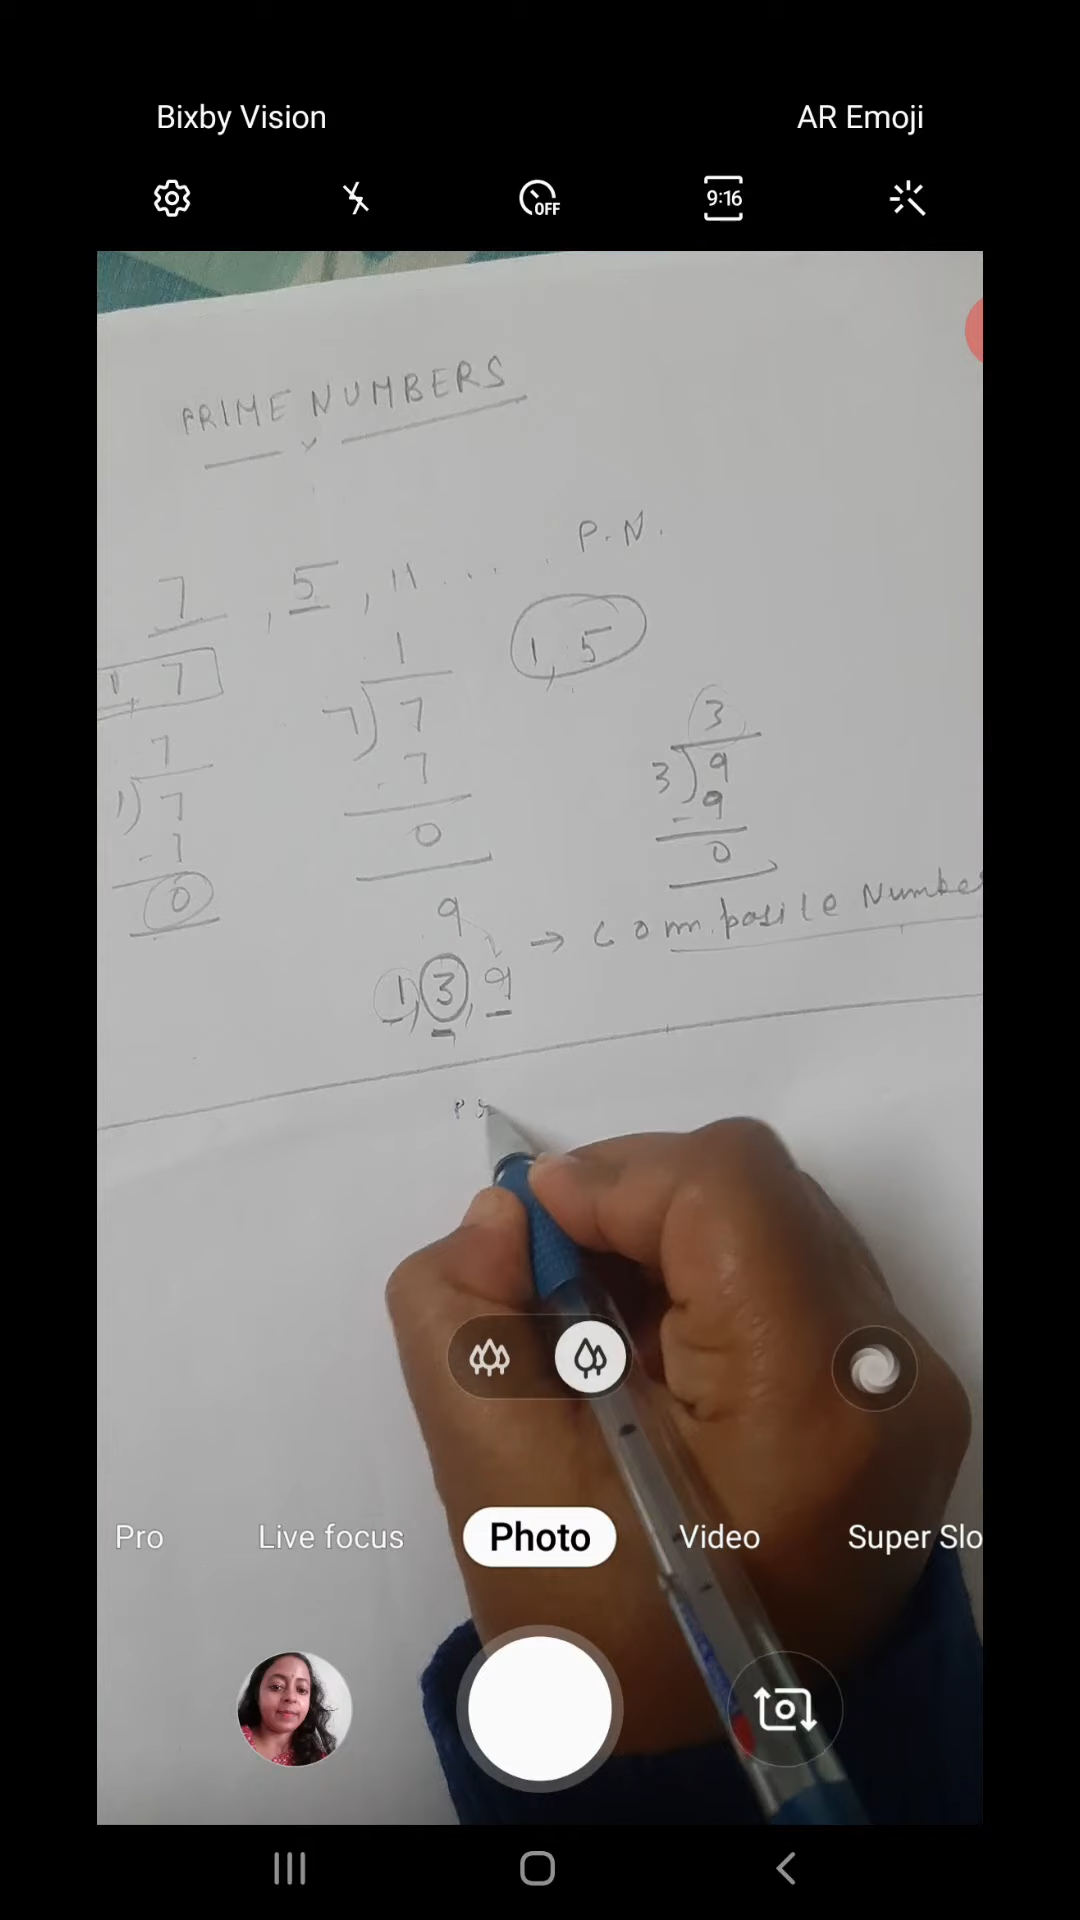 Bixby Vision AR Emoji
OFF 9:16
PRIME NUMBERS
7, 5, 11 .... P.N.
1, 7
1, 5
7
1) 7
- 7
0
1
7) 7
- 7
0
3
3) 9
- 9
0
9
1, 3, 9 → Composite Number
Pro Live focus Photo Video Super Slo